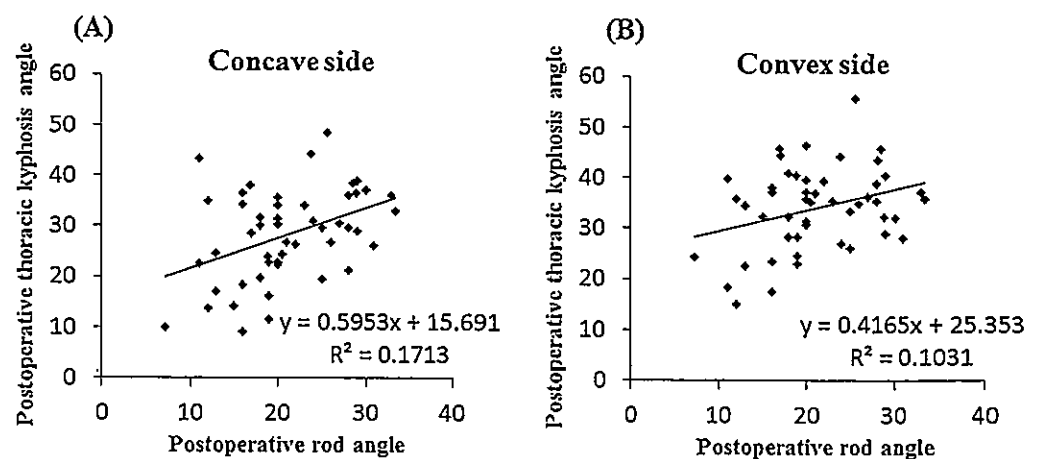 (A)
Concave side
Postoperative thoracic kyphosis angle
60
50
40
30
20
10
0
y = 0.5953x + 15.691
R² = 0.1713
0 10 20 30 40
Postoperative rod angle
(B)
Convex side
Postoperative thoracic kyphosis angle
60
50
40
30
20
10
0
y = 0.4165x + 25.353
R² = 0.1031
0 10 20 30 40
Postoperative rod angle